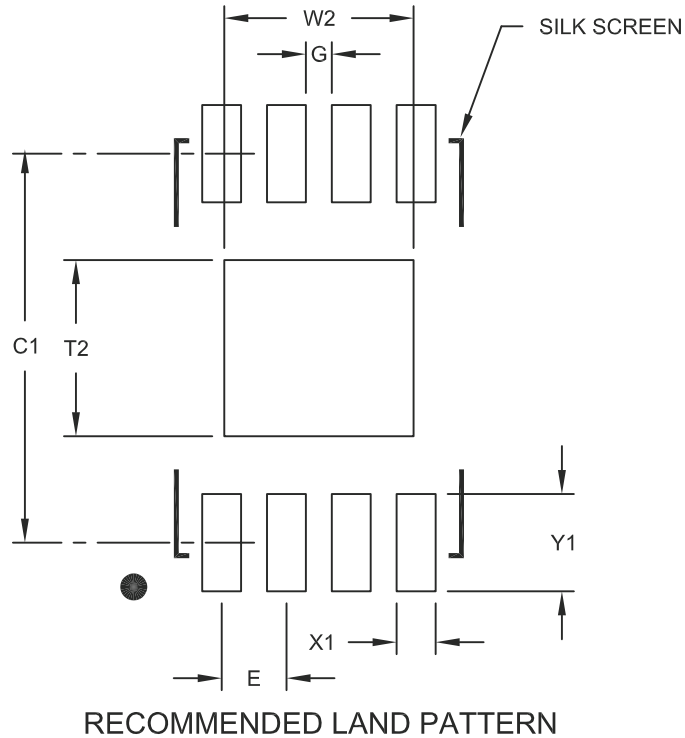 W2
SILK SCREEN
G
C1
T2
Y1
X1
E
RECOMMENDED LAND PATTERN